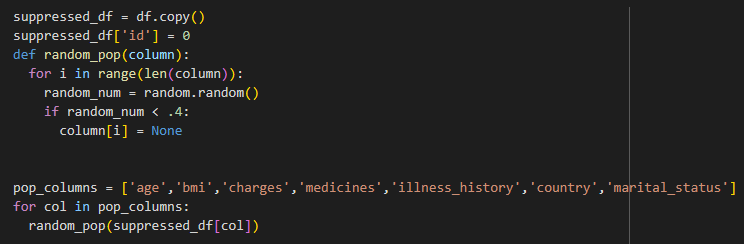 suppressed_df = df.copy()
suppressed_df['id'] = 0
def random_pop(column):
  for i in range(len(column)):
    random_num = random.random()
    if random_num < .4:
      column[i] = None
pop_columns = ['age','bmi','charges','medicines','illness_history','country','marital_status']
for col in pop_columns:
  random_pop(suppressed_df[col])